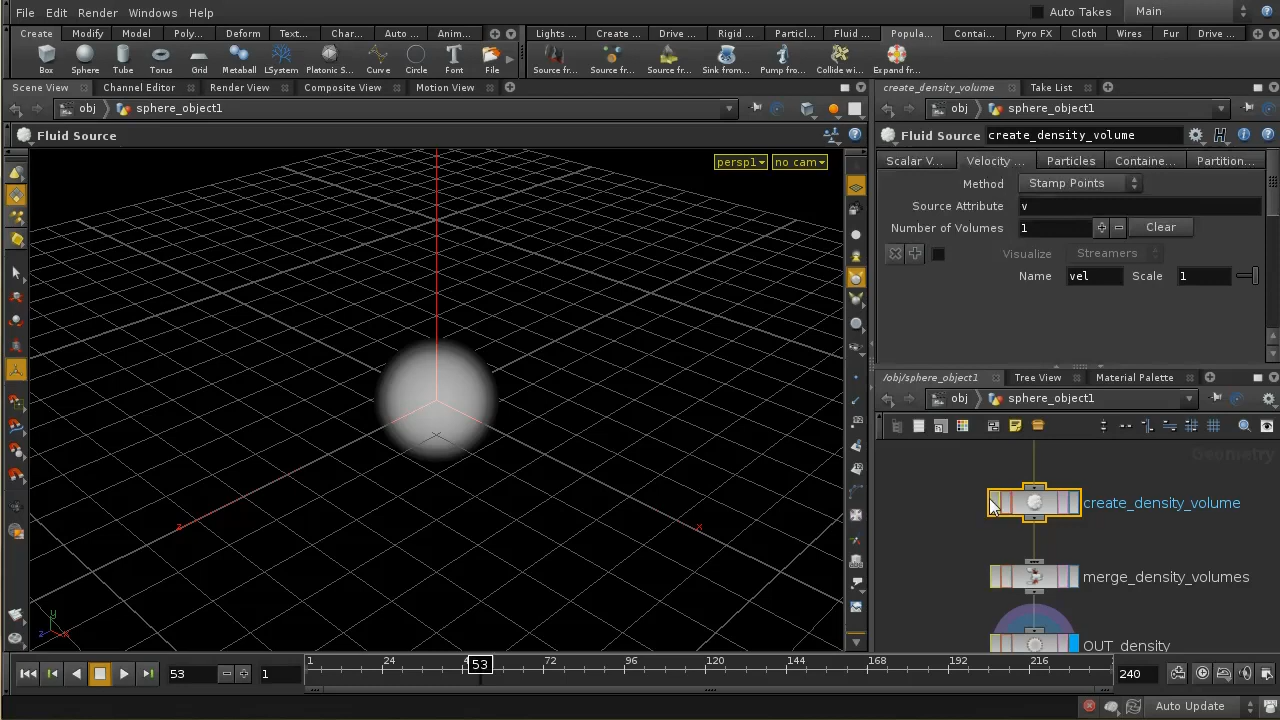 File Edit Render Windows Help Auto Takes Main
Create Modify Model Poly... Deform Text... Char... Auto ... Anim... Lights ... Create ... Drive ... Rigid ... Particl... Fluid ... Popula... Contai... Pyro FX Cloth Wires Fur Drive ...
Box Sphere Tube Torus Grid Metaball LSystem Platonic S... Curve Circle Font File Source fr... Source fr... Source fr... Sink from... Pump fro... Collide wi... Expand fr...
Scene View Channel Editor Render View Composite View Motion View create_density_volume Take List
obj sphere_object1 obj sphere_object1
Fluid Source Fluid Source create_density_volume
persp1 no cam Scalar V... Velocity ... Particles Containe... Partition...
Method Stamp Points
Source Attribute v
Number of Volumes 1 Clear
Visualize Streamers
Name vel Scale 1
/obj/sphere_object1 Tree View Material Palette
obj sphere_object1
Geometry
create_density_volume
merge_density_volumes
OUT_density
z x
y
z x
53 1 1 24 53 72 96 120 144 168 192 216 240
Auto Update